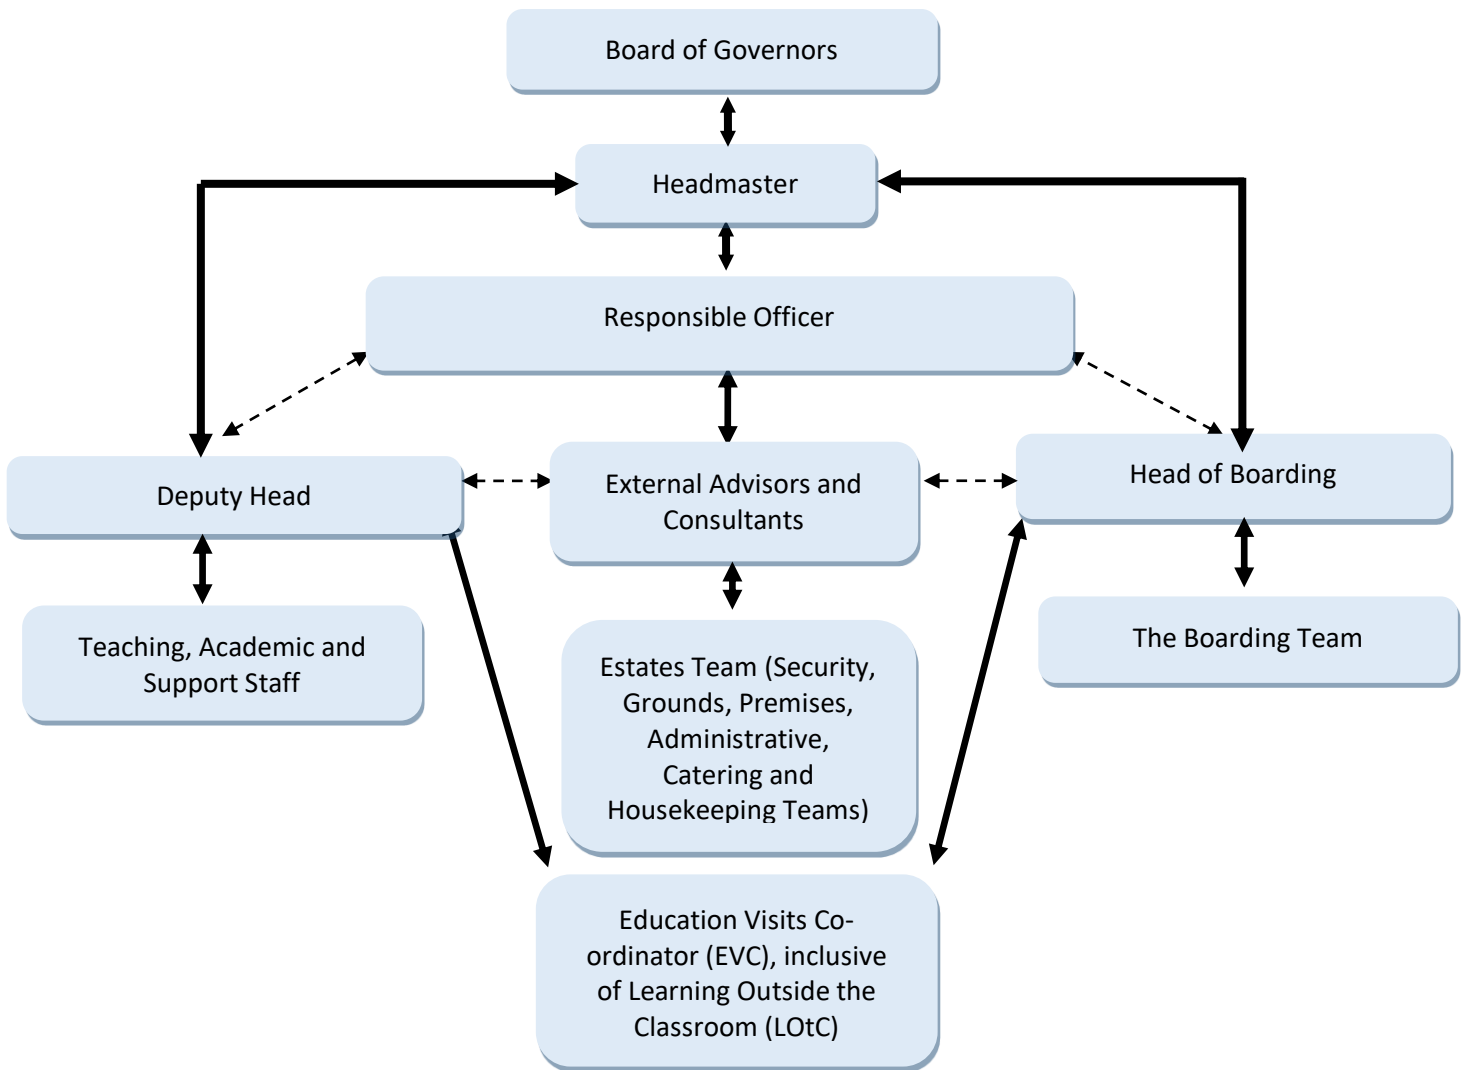 Board of Governors
Headmaster
Responsible Officer
Deputy Head
External Advisors and
Consultants
Head of Boarding
Teaching, Academic and
Support Staff
Estates Team (Security,
Grounds, Premises,
Administrative,
Catering and
Housekeeping Teams)
The Boarding Team
Education Visits Co-
ordinator (EVC), inclusive
of Learning Outside the
Classroom (LOtC)